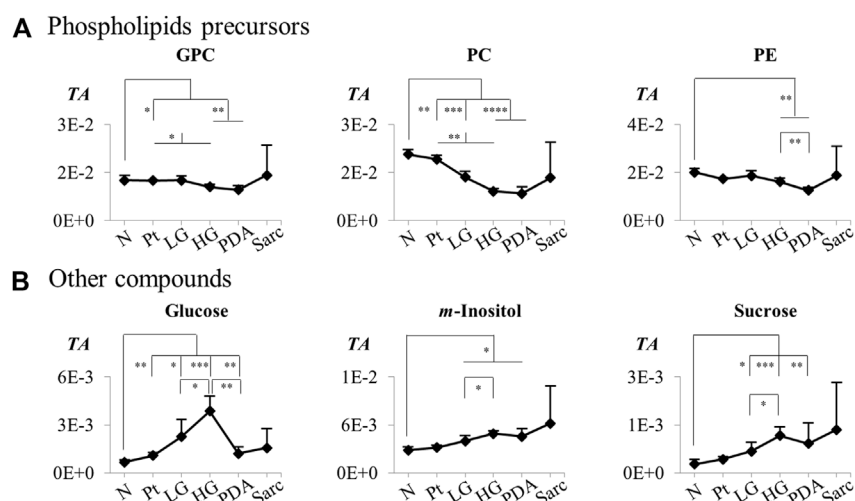 A Phospholipids precursors
GPC PC PE
TA TA TA
* ** ** *** **** **
* ** **
3E-2 3E-2 4E-2
2E-2 2E-2 2E-2
0E+0 0E+0 0E+0
N Pt LG HG PDA Sarc N Pt LG HG PDA Sarc N Pt LG HG PDA Sarc
B Other compounds
Glucose m-Inositol Sucrose
TA TA TA
** * *** ** * * *** **
* ** * *
6E-3 1E-2 3E-3
3E-3 6E-3 1E-3
0E+0 0E+0 0E+0
N Pt LG HG PDA Sarc N Pt LG HG PDA Sarc N Pt LG HG PDA Sarc